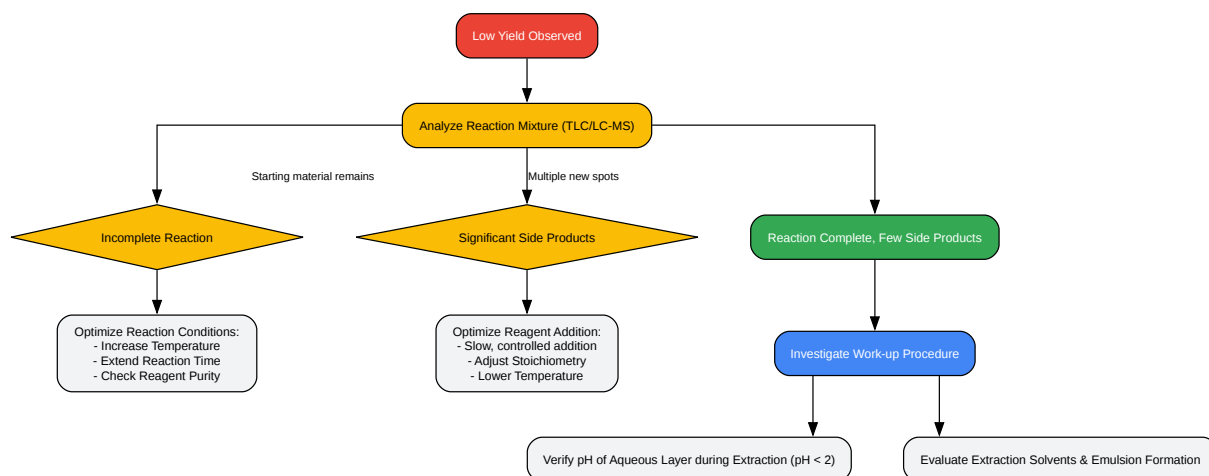 Low Yield Observed
Analyze Reaction Mixture (TLC/LC-MS)
Starting material remains
Multiple new spots
Incomplete Reaction
Significant Side Products
Reaction Complete, Few Side Products
Optimize Reaction Conditions:
- Increase Temperature
- Extend Reaction Time
- Check Reagent Purity
Optimize Reagent Addition:
- Slow, controlled addition
- Adjust Stoichiometry
- Lower Temperature
Investigate Work-up Procedure
Verify pH of Aqueous Layer during Extraction (pH < 2)
Evaluate Extraction Solvents & Emulsion Formation